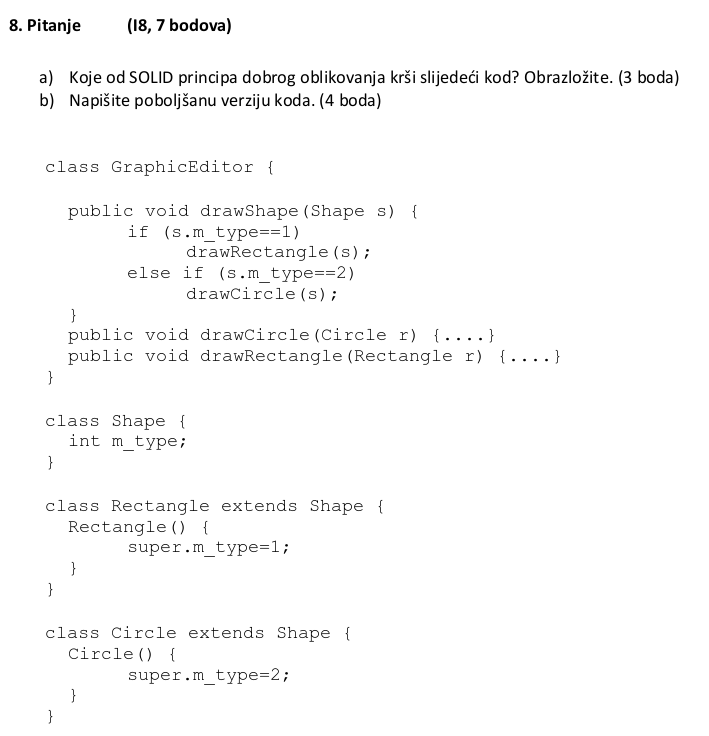 8. Pitanje (I8, 7 bodova)
a) Koje od SOLID principa dobrog oblikovanja krši slijedeći kod? Obrazložite. (3 boda)
b) Napišite poboljšanu verziju koda. (4 boda)
class GraphicEditor {
public void drawShape(Shape s) {
if (s.m_type==1)
drawRectangle(s);
else if (s.m_type==2)
drawCircle(s);
}
public void drawCircle(Circle r) {....}
public void drawRectangle(Rectangle r) {....}
}
class Shape {
int m_type;
}
class Rectangle extends Shape {
Rectangle() {
super.m_type=1;
}
}
class Circle extends Shape {
Circle() {
super.m_type=2;
}
}